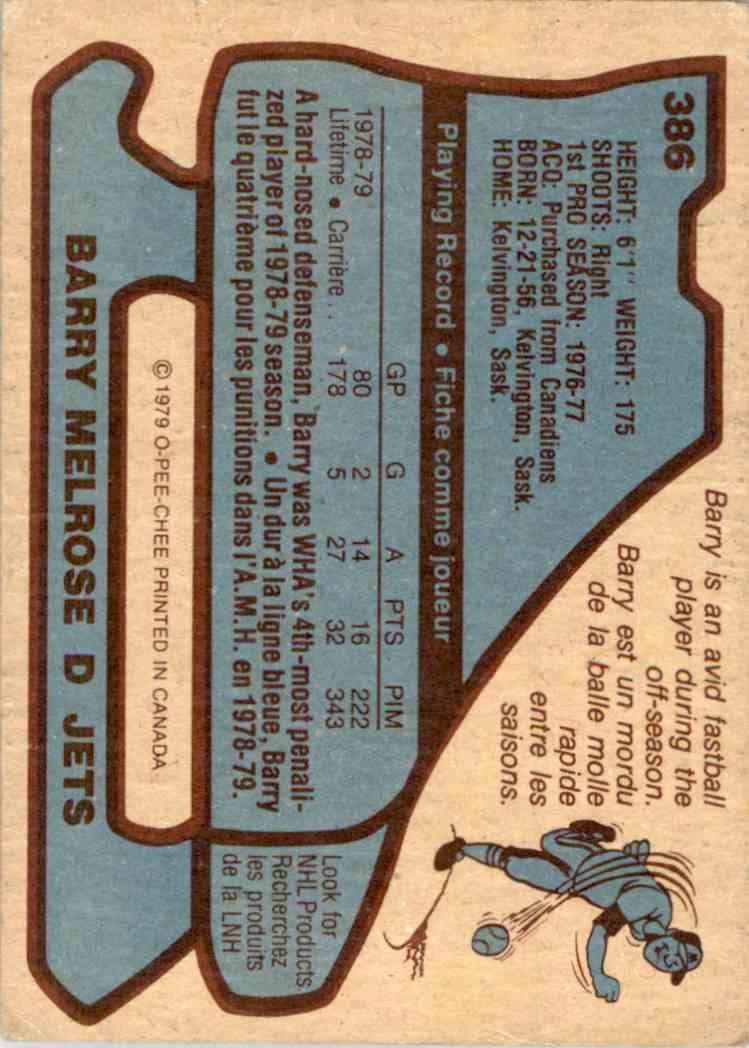 386
HEIGHT: 6'1" WEIGHT: 175
SHOOTS: Right
1st PRO SEASON: 1976-77
ACQ: Purchased from Canadiens
BORN: 12-21-56, Kelvington, Sask.
HOME: Kelvington, Sask.
Barry is an avid fastball
player during the
off-season.
Barry est un mordu
de la balle molle
rapide
entre les
saisons.
Playing Record • Fiche comme joueur
GP G A PTS. PIM
1978-79 80 2 14 16 222
Lifetime • Carrière . . 178 5 27 32 343
A hard-nosed defenseman, Barry was WHA's 4th-most penali-
zed player of 1978-79 season. • Un dur à la ligne bleue, Barry
fut le quatrième pour les punitions dans l'A.M.H. en 1978-79.
Look for
NHL Products
Recherchez
les produits
de la LNH
© 1979 O-PEE-CHEE PRINTED IN CANADA
BARRY MELROSE D JETS